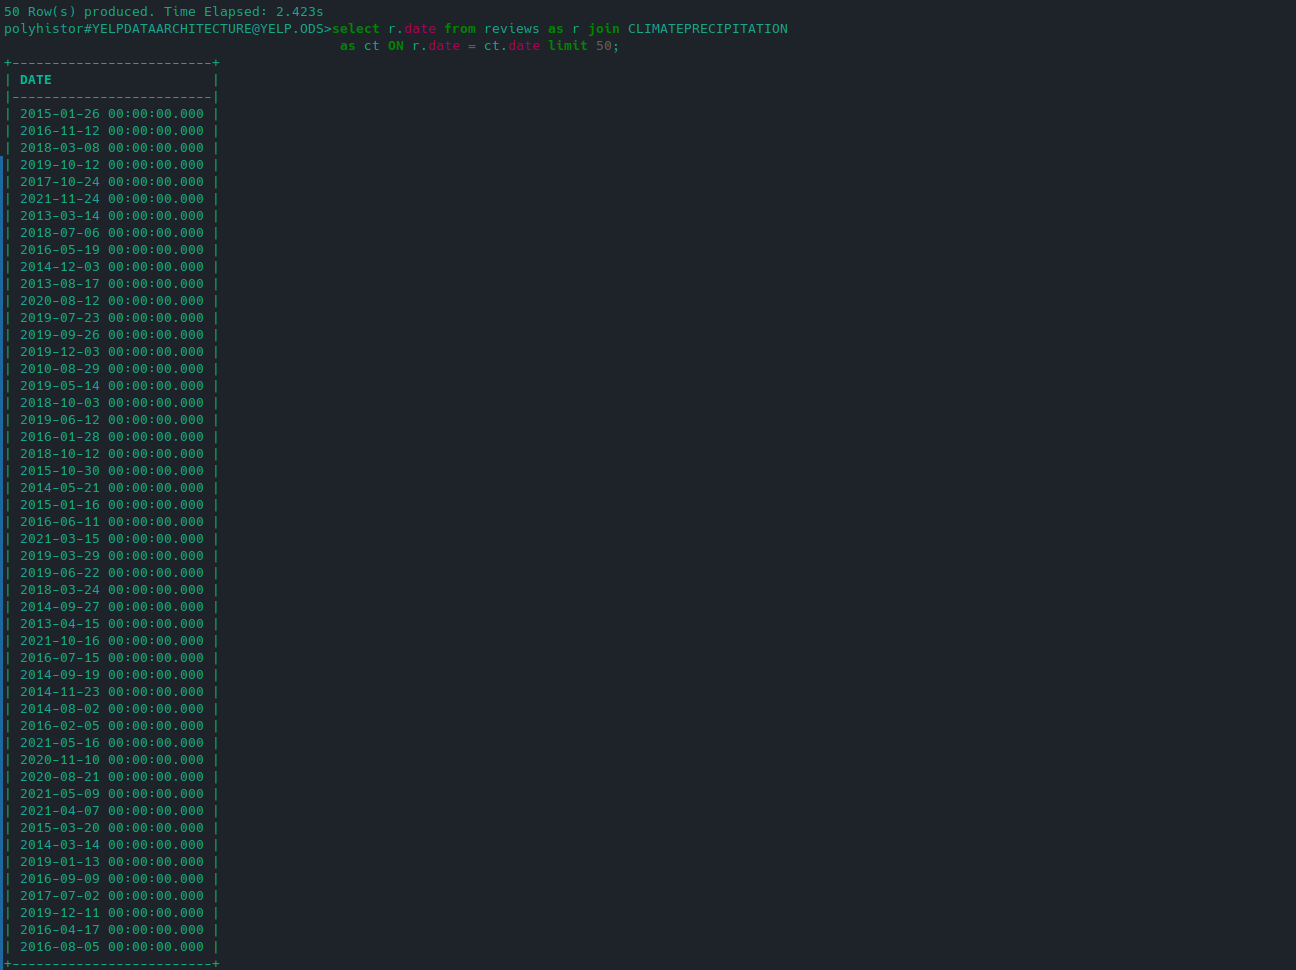 50 Row(s) produced. Time Elapsed: 2.423s
polyhistor#YELPDATAARCHITECTURE@YELP.ODS>select r.date from reviews as r join CLIMATEPRECIPITATION
                                          as ct ON r.date = ct.date limit 50;
+-------------------------+
| DATE                    |
|-------------------------|
| 2015-01-26 00:00:00.000 |
| 2016-11-12 00:00:00.000 |
| 2018-03-08 00:00:00.000 |
| 2019-10-12 00:00:00.000 |
| 2017-10-24 00:00:00.000 |
| 2021-11-24 00:00:00.000 |
| 2013-03-14 00:00:00.000 |
| 2018-07-06 00:00:00.000 |
| 2016-05-19 00:00:00.000 |
| 2014-12-03 00:00:00.000 |
| 2013-08-17 00:00:00.000 |
| 2020-08-12 00:00:00.000 |
| 2019-07-23 00:00:00.000 |
| 2019-09-26 00:00:00.000 |
| 2019-12-03 00:00:00.000 |
| 2010-08-29 00:00:00.000 |
| 2019-05-14 00:00:00.000 |
| 2018-10-03 00:00:00.000 |
| 2019-06-12 00:00:00.000 |
| 2016-01-28 00:00:00.000 |
| 2018-10-12 00:00:00.000 |
| 2015-10-30 00:00:00.000 |
| 2014-05-21 00:00:00.000 |
| 2015-01-16 00:00:00.000 |
| 2016-06-11 00:00:00.000 |
| 2021-03-15 00:00:00.000 |
| 2019-03-29 00:00:00.000 |
| 2019-06-22 00:00:00.000 |
| 2018-03-24 00:00:00.000 |
| 2014-09-27 00:00:00.000 |
| 2013-04-15 00:00:00.000 |
| 2021-10-16 00:00:00.000 |
| 2016-07-15 00:00:00.000 |
| 2014-09-19 00:00:00.000 |
| 2014-11-23 00:00:00.000 |
| 2014-08-02 00:00:00.000 |
| 2016-02-05 00:00:00.000 |
| 2021-05-16 00:00:00.000 |
| 2020-11-10 00:00:00.000 |
| 2020-08-21 00:00:00.000 |
| 2021-05-09 00:00:00.000 |
| 2021-04-07 00:00:00.000 |
| 2015-03-20 00:00:00.000 |
| 2014-03-14 00:00:00.000 |
| 2019-01-13 00:00:00.000 |
| 2016-09-09 00:00:00.000 |
| 2017-07-02 00:00:00.000 |
| 2019-12-11 00:00:00.000 |
| 2016-04-17 00:00:00.000 |
| 2016-08-05 00:00:00.000 |
+-------------------------+